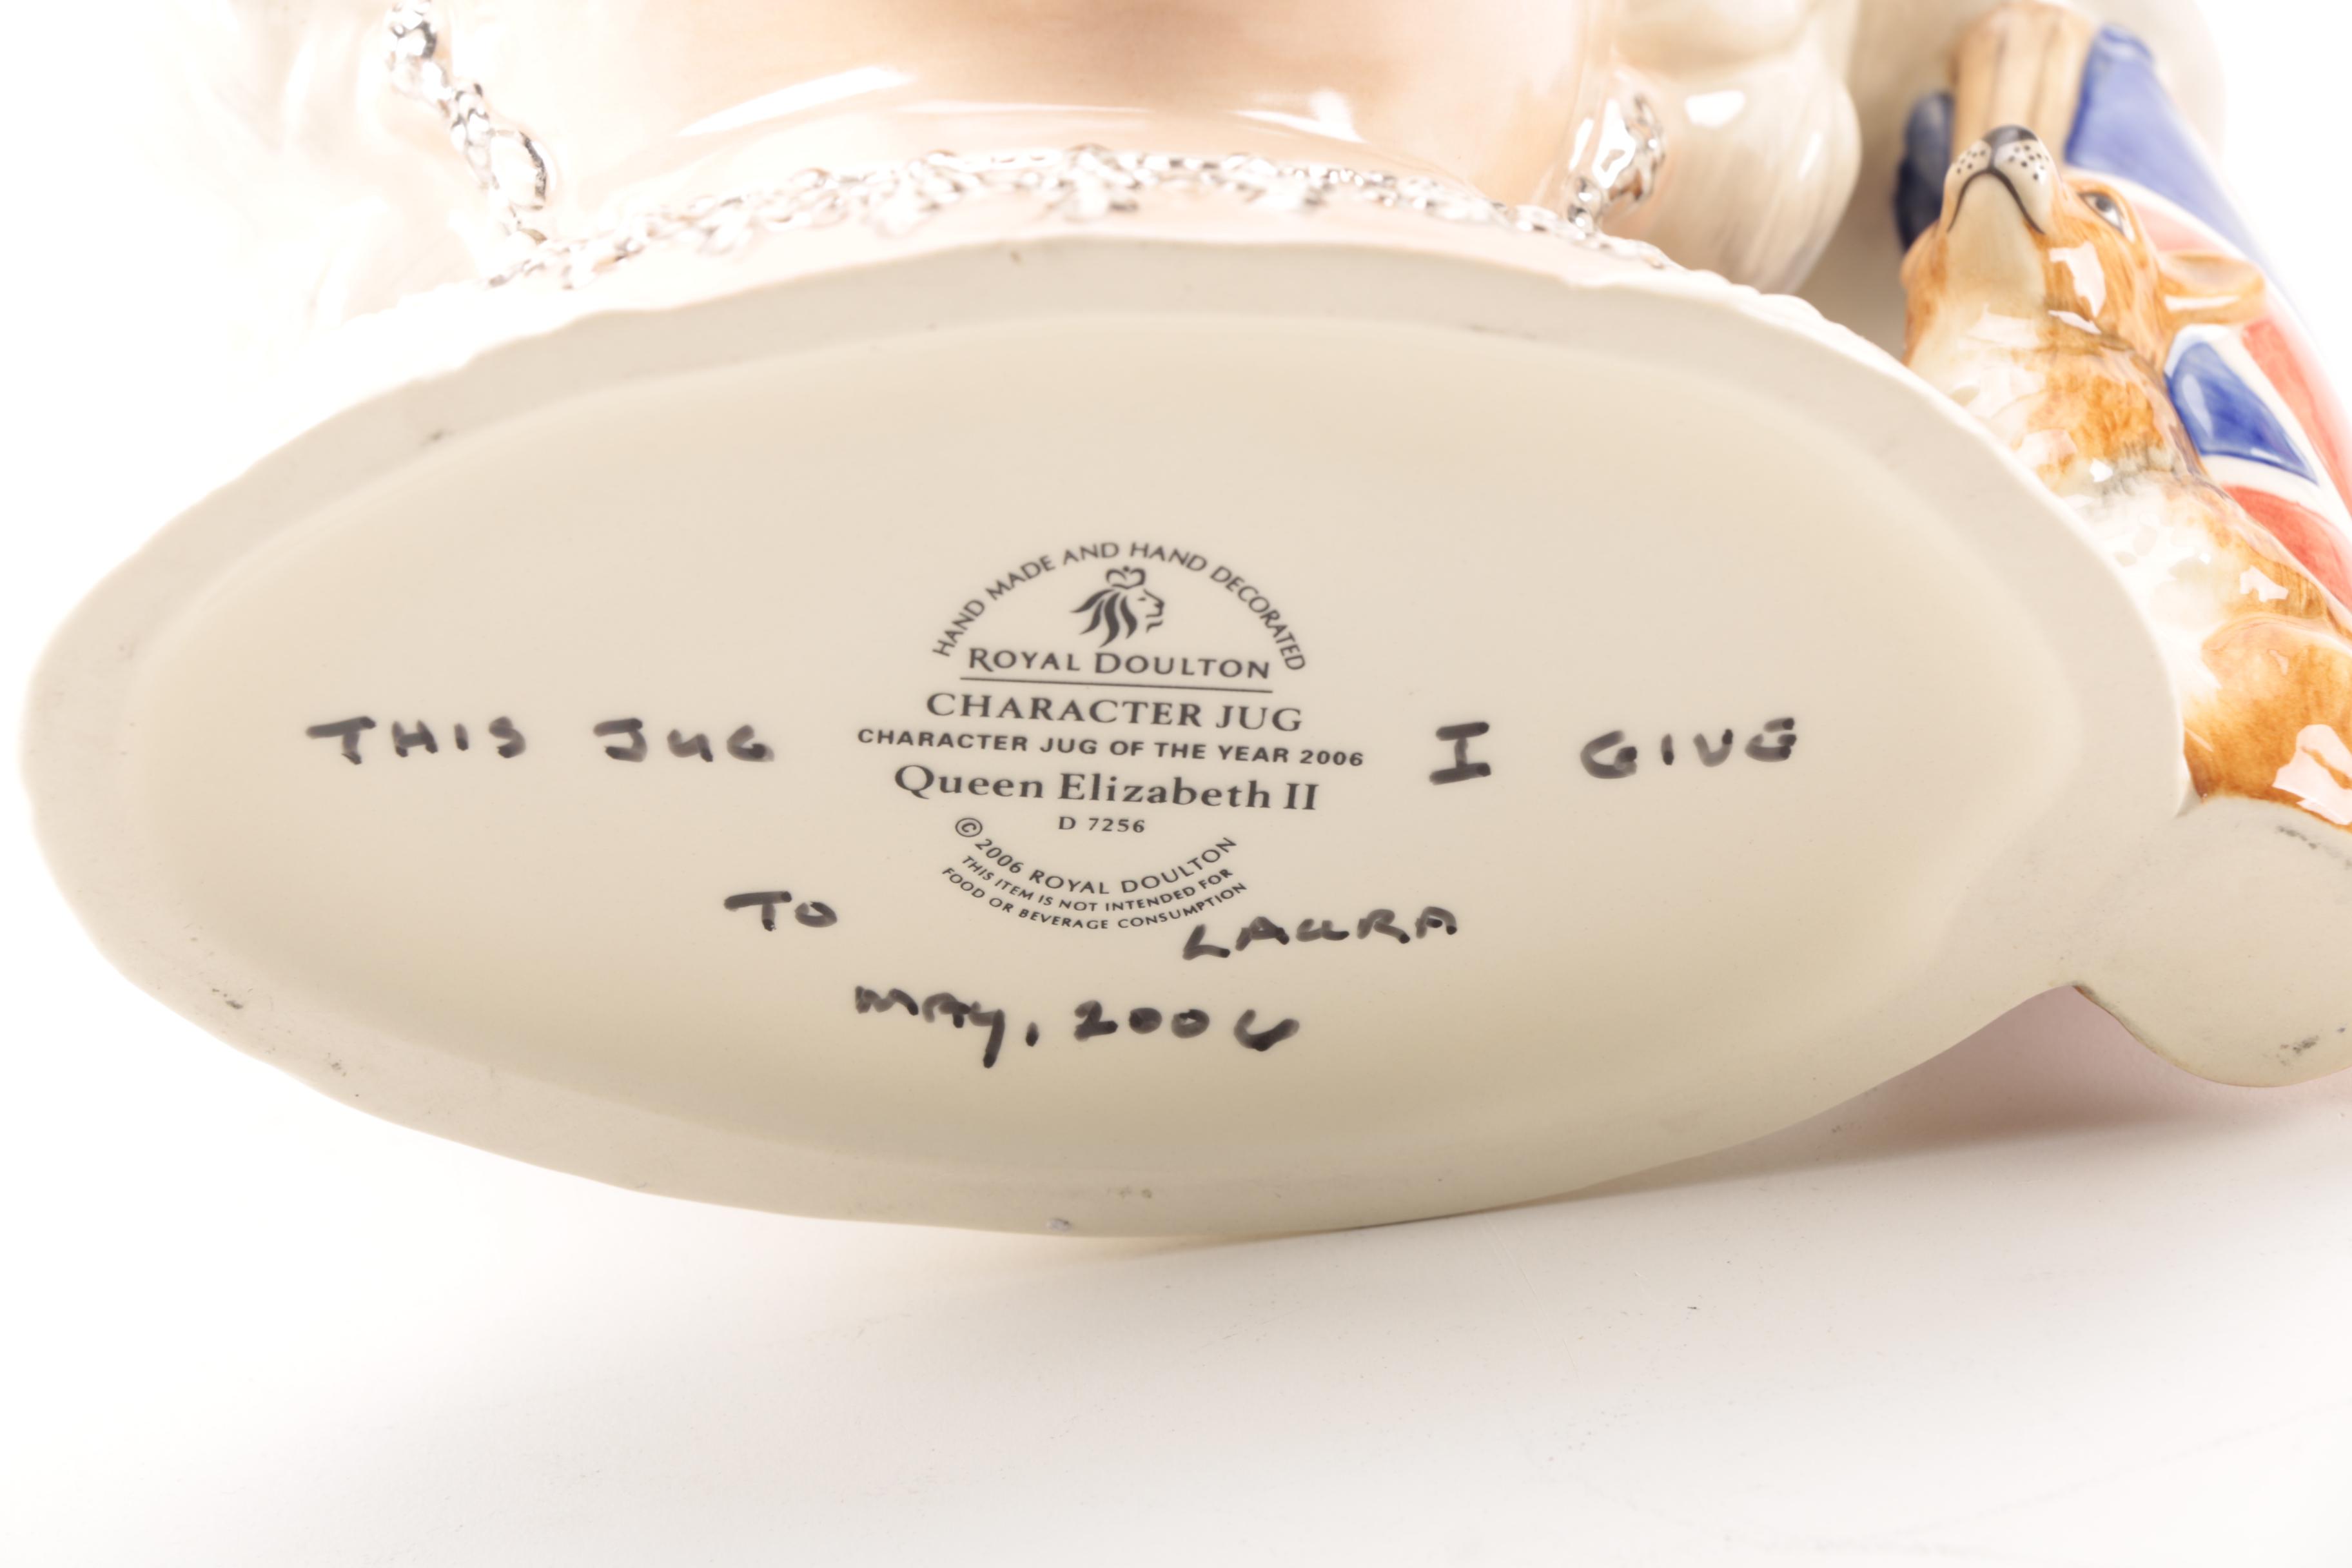 HAND MADE AND HAND DECORATED
ROYAL DOULTON
CHARACTER JUG
CHARACTER JUG OF THE YEAR 2006
Queen Elizabeth II
D 7256
© 2006 ROYAL DOULTON
THIS ITEM IS NOT INTENDED FOR
FOOD OR BEVERAGE CONSUMPTION
THIS JUG I GIVE
TO LAURA
MAY, 2006